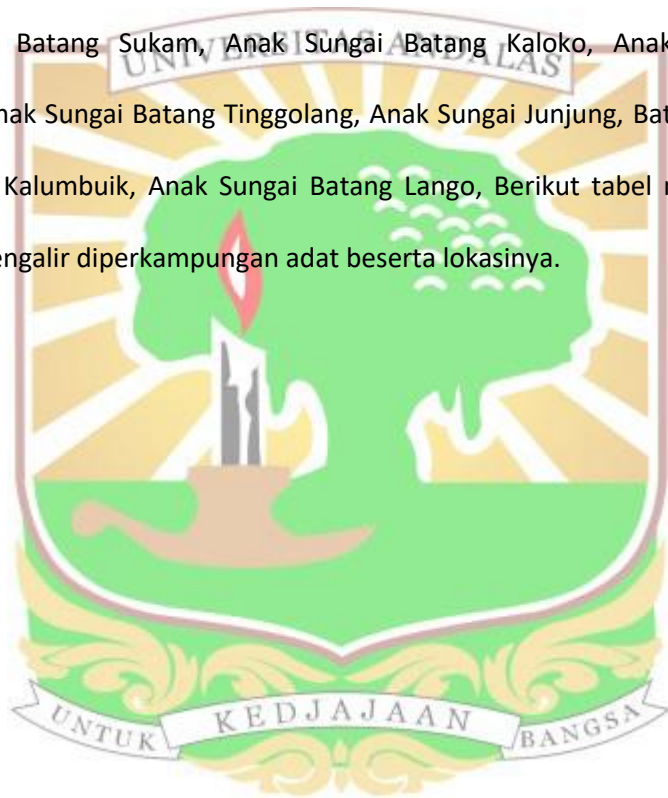 Batang Sukam, Anak Sungai Batang Kaloko, Anak
UNIVERSITAS ANDALAS
nak Sungai Batang Tinggolang, Anak Sungai Junjung, Bat
Kalumbuik, Anak Sungai Batang Lango, Berikut tabel
engalir diperkampungan adat beserta lokasinya.
UNTUK KEDJAJAAN BANGSA